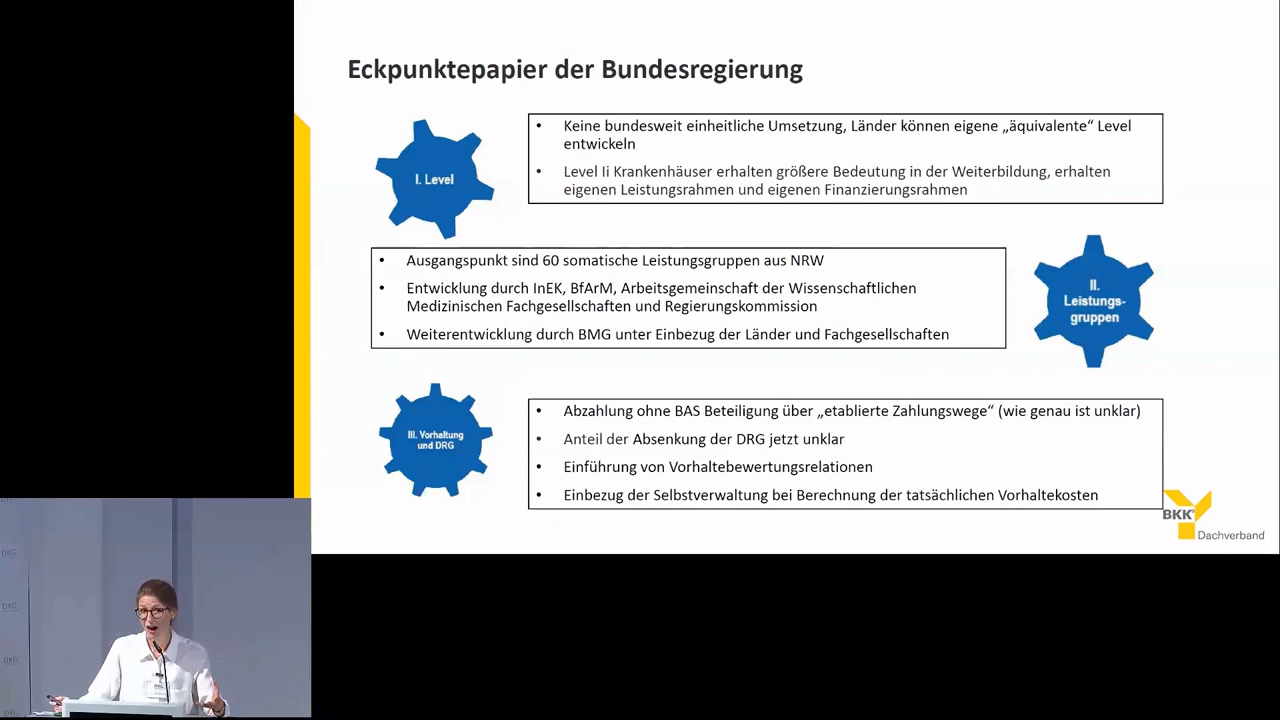 Eckpunktepapier der Bundesregierung
I. Level
• Keine bundesweit einheitliche Umsetzung, Länder können eigene „äquivalente“ Level
entwickeln
• Level Ii Krankenhäuser erhalten größere Bedeutung in der Weiterbildung, erhalten
eigenen Leistungsrahmen und eigenen Finanzierungsrahmen
• Ausgangspunkt sind 60 somatische Leistungsgruppen aus NRW
• Entwicklung durch InEK, BfArM, Arbeitsgemeinschaft der Wissenschaftlichen
Medizinischen Fachgesellschaften und Regierungskommission
• Weiterentwicklung durch BMG unter Einbezug der Länder und Fachgesellschaften
II.
Leistungs-
gruppen
III. Vorhaltung
und DRG
• Abzahlung ohne BAS Beteiligung über „etablierte Zahlungswege“ (wie genau ist unklar)
• Anteil der Absenkung der DRG jetzt unklar
• Einführung von Vorhaltebewertungsrelationen
• Einbezug der Selbstverwaltung bei Berechnung der tatsächlichen Vorhaltekosten
BKK
Dachverband
DKG
DKG
DKG
DKG